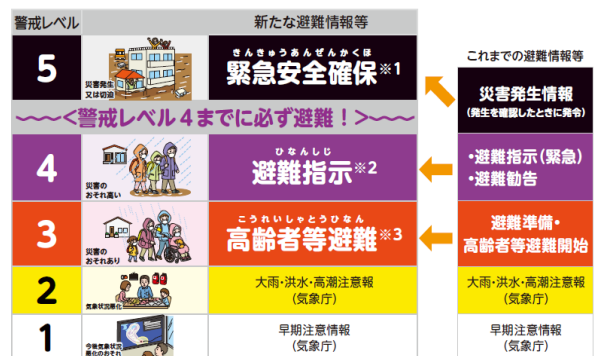 警戒レベル
新たな避難情報等
これまでの避難情報等
5
災害発生
又は切迫
きんきゅうあんぜんかくほ
緊急安全確保※1
災害発生情報
(発生を確認したときに発令)
〜〜〜<警戒レベル4までに必ず避難!>〜〜〜
4
災害の
おそれ高い
ひなんしじ
避難指示※2
・避難指示(緊急)
・避難勧告
3
災害の
おそれあり
こうれいしゃとうひなん
高齢者等避難※3
避難準備・
高齢者等避難開始
2
気象状況悪化
大雨・洪水・高潮注意報
(気象庁)
大雨・洪水・高潮注意報
(気象庁)
1
今後気象状況
悪化のおそれ
早期注意情報
(気象庁)
早期注意情報
(気象庁)